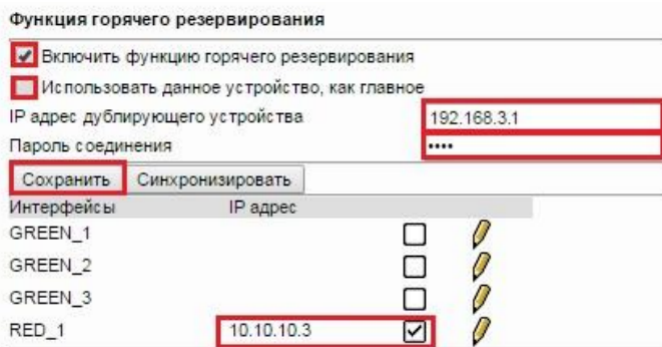 Функция горячего резервирования
Включить функцию горячего резервирования
Использовать данное устройство, как главное
IP адрес дублирующего устройства 192.168.3.1
Пароль соединения ••••
Сохранить Синхронизировать
Интерфейсы IP адрес
GREEN_1
GREEN_2
GREEN_3
RED_1 10.10.10.3